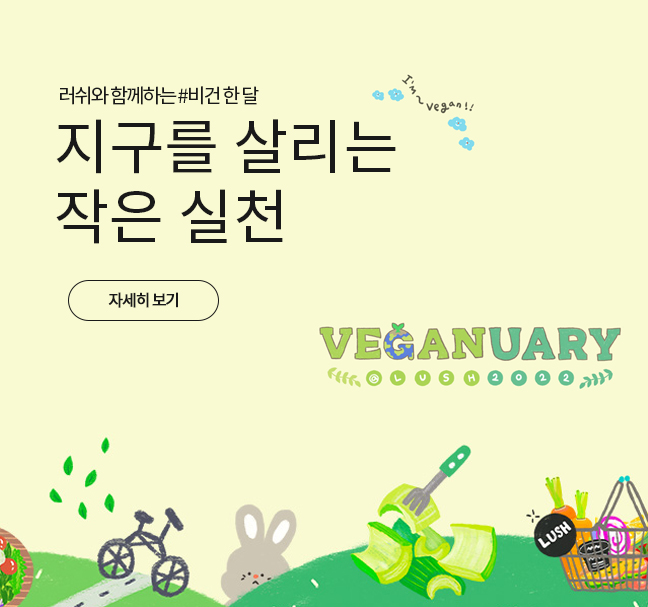 러쉬와 함께하는 #비건 한 달
지구를 살리는
작은 실천
I'm vegan!!
자세히 보기
VEGANUARY
@LUSH2022
LUSH